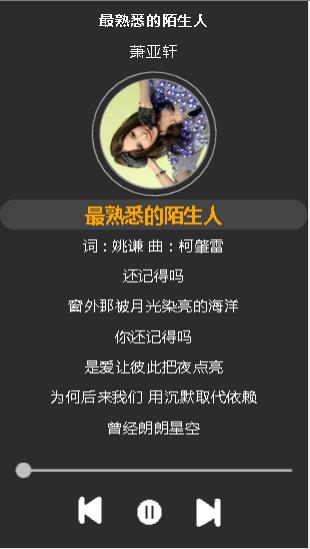 最熟悉的陌生人
萧亚轩
最熟悉的陌生人
词：姚谦 曲：柯肇雷
还记得吗
窗外那被月光染亮的海洋
你还记得吗
是爱让彼此把夜点亮
为何后来我们 用沉默取代依赖
曾经朗朗星空